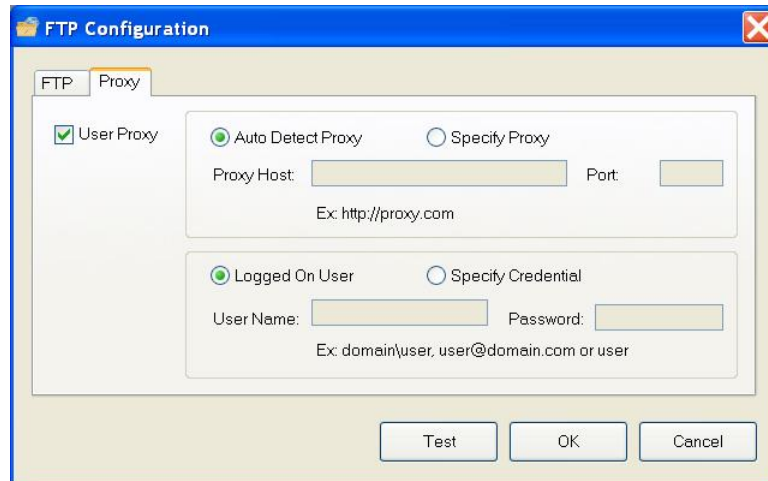 FTP Configuration
FTP Proxy
User Proxy
Auto Detect Proxy Specify Proxy
Proxy Host: Port:
Ex: http://proxy.com
Logged On User Specify Credential
User Name: Password:
Ex: domain\user, user@domain.com or user
Test OK Cancel